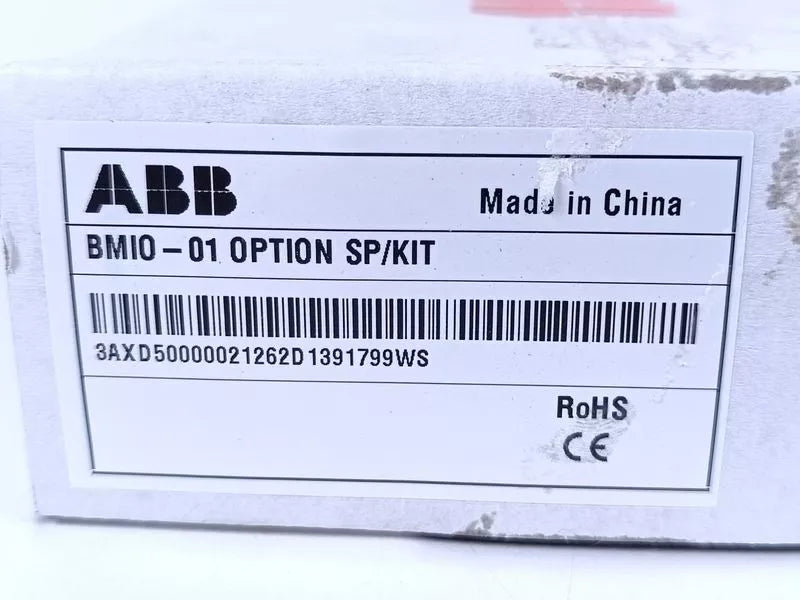 ABB
Made in China
BMIO-01 OPTION SP/KIT
3AXD50000021262D1391799WS
RoHS
CE